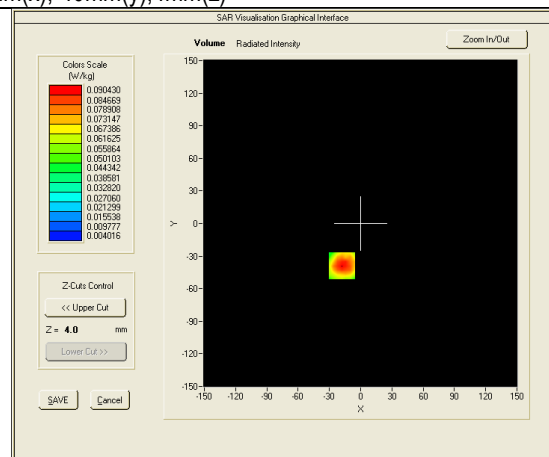 SAR Visualisation Graphical Interface
Volume Radiated Intensity
Zoom In/Out
Colors Scale
(W/kg)
0.090430
0.084669
0.078908
0.073147
0.067386
0.061625
0.055864
0.050103
0.044342
0.038581
0.032820
0.027060
0.021299
0.015538
0.009777
0.004016
Z-Cuts Control
<< Upper Cut
Z = 4.0 mm
Lower Cut >>
SAVE Cancel
150
120
90
60
30
0
-30
-60
-90
-120
-150
Y
-150 -120 -90 -60 -30 0 30 60 90 120 150
X